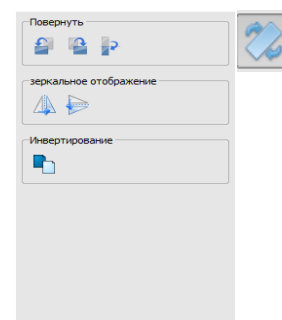 Повернуть
зеркальное отображение
Инвертирование